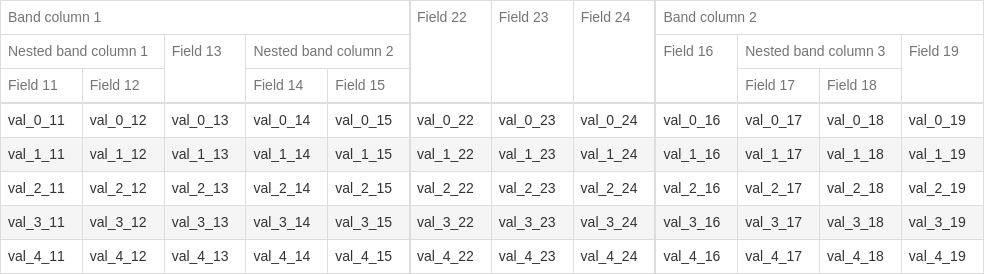 Band column 1 Field 22 Field 23 Field 24 Band column 2
Nested band column 1 Field 13 Nested band column 2 Field 16 Nested band column 3 Field 19
Field 11 Field 12 Field 14 Field 15 Field 17 Field 18
val_0_11 val_0_12 val_0_13 val_0_14 val_0_15 val_0_22 val_0_23 val_0_24 val_0_16 val_0_17 val_0_18 val_0_19
val_1_11 val_1_12 val_1_13 val_1_14 val_1_15 val_1_22 val_1_23 val_1_24 val_1_16 val_1_17 val_1_18 val_1_19
val_2_11 val_2_12 val_2_13 val_2_14 val_2_15 val_2_22 val_2_23 val_2_24 val_2_16 val_2_17 val_2_18 val_2_19
val_3_11 val_3_12 val_3_13 val_3_14 val_3_15 val_3_22 val_3_23 val_3_24 val_3_16 val_3_17 val_3_18 val_3_19
val_4_11 val_4_12 val_4_13 val_4_14 val_4_15 val_4_22 val_4_23 val_4_24 val_4_16 val_4_17 val_4_18 val_4_19